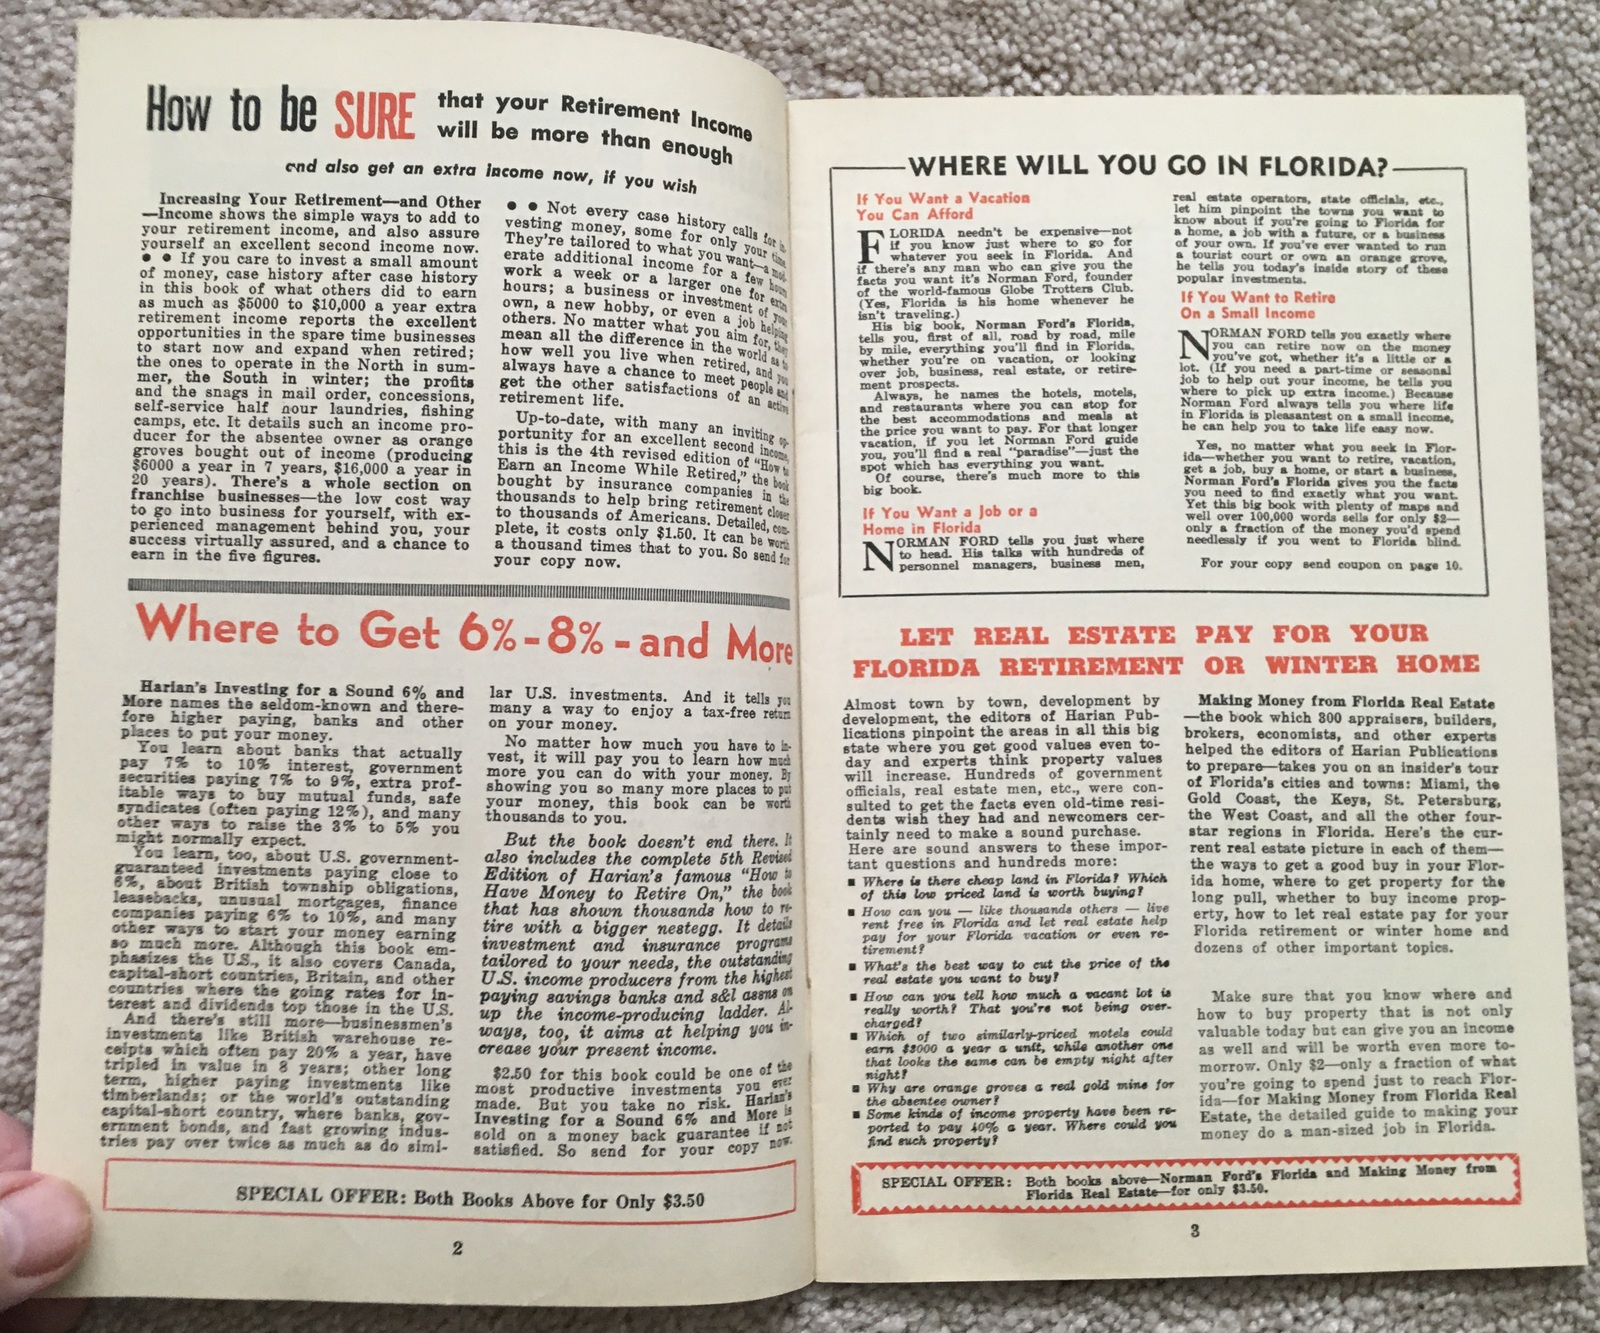 How to be SURE that your Retirement Income
will be more than enough
and also get an extra income now, if you wish
Increasing Your Retirement—and Other
—Income shows the simple ways to add to
your retirement income, and also assure
yourself an excellent second income now.
● ● If you care to invest a small amount
of money, case history after case history
in this book of what others did to earn
as much as $5000 to $10,000 a year extra
retirement income reports the excellent
opportunities in the spare time businesses
to start now and expand when retired;
the ones to operate in the North in sum-
mer, the South in winter; the profits
and the snags in mail order, concessions,
self-service half hour laundries, fishing
camps, etc. It details such an income pro-
ducer for the absentee owner as orange
groves bought out of income (producing
$6000 a year in 7 years, $16,000 a year in
20 years). There's a whole section on
franchise businesses—the low cost way
to go into business for yourself, with ex-
perienced management behind you, your
success virtually assured, and a chance to
earn in the five figures.
● ● Not every case history calls for in-
vesting money, some for only your time.
They're tailored to what you want—a mod-
erate additional income for a few hours
work a week or a larger one for extra
hours; a business or investment of your
own, a new hobby, or even a job helping
others. No matter what you aim for, they
mean all the difference in the world as to
how well you live when retired, and you
always have a chance to meet people and
get the other satisfactions of an active
retirement life.
Up-to-date, with many an inviting op-
portunity for an excellent second income,
this is the 4th revised edition of "How to
Earn an Income While Retired," the book
bought by insurance companies in the
thousands to help bring retirement closer
to thousands of Americans. Detailed, com-
plete, it costs only $1.50. It can be worth
a thousand times that to you. So send for
your copy now.
Where to Get 6% - 8% - and More
Harian's Investing for a Sound 6% and
More names the seldom-known and there-
fore higher paying, banks and other
places to put your money.
You learn about banks that actually
pay 7% to 10% interest, government
securities paying 7% to 9%, extra prof-
itable ways to buy mutual funds, safe
syndicates (often paying 12%), and many
other ways to raise the 3% to 5% you
might normally expect.
You learn, too, about U.S. government-
guaranteed investments paying close to
6%, about British township obligations,
leasebacks, unusual mortgages, finance
companies paying 6% to 10%, and many
other ways to start your money earning
so much more. Although this book em-
phasizes the U.S., it also covers Canada,
capital-short countries, Britain, and other
countries where the going rates for in-
terest and dividends top those in the U.S.
And there's still more—businessmen's
investments like British warehouse re-
ceipts which often pay 20% a year, have
tripled in value in 8 years; other long
term, higher paying investments like
timberlands; or the world's outstanding
capital-short country, where banks, gov-
ernment bonds, and fast growing indus-
tries pay over twice as much as do simi-
lar U.S. investments. And it tells you
many a way to enjoy a tax-free return
on your money.
No matter how much you have to in-
vest, it will pay you to learn how much
more you can do with your money. By
showing you so many more places to put
your money, this book can be worth
thousands to you.
But the book doesn't end there. It
also includes the complete 5th Revised
Edition of Harian's famous "How to
Have Money to Retire On," the book
that has shown thousands how to re-
tire with a bigger nestegg. It details
investment and insurance programs
tailored to your needs, the outstanding
U.S. income producers from the highest
paying savings banks and s&l assns on
up the income-producing ladder. Al-
ways, too, it aims at helping you in-
crease your present income.
$2.50 for this book could be one of the
most productive investments you ever
made. But you take no risk. Harian's
Investing for a Sound 6% and More is
sold on a money back guarantee if not
satisfied. So send for your copy now.
SPECIAL OFFER: Both Books Above for Only $3.50
2
WHERE WILL YOU GO IN FLORIDA?
If You Want a Vacation
You Can Afford
FLORIDA needn't be expensive—not
if you know just where to go for
whatever you seek in Florida. And
if there's any man who can give you the
facts you want it's Norman Ford, founder
of the world-famous Globe Trotters Club.
(Yes, Florida is his home whenever he
isn't traveling.)
His big book, Norman Ford's Florida,
tells you, first of all, road by road, mile
by mile, everything you'll find in Florida,
whether you're on vacation, or looking
over job, business, real estate, or retire-
ment prospects.
Always, he names the hotels, motels,
and restaurants where you can stop for
the best accommodations and meals at
the price you want to pay. For that longer
vacation, if you let Norman Ford guide
you, you'll find a real "paradise"—just the
spot which has everything you want.
Of course, there's much more to this
big book.
If You Want a Job or a
Home in Florida
NORMAN FORD tells you just where
to head. His talks with hundreds of
personnel managers, business men,
real estate operators, state officials, etc.,
let him pinpoint the towns you want to
know about if you're going to Florida for
a home, a job with a future, or a business
of your own. If you've ever wanted to run
a tourist court or own an orange grove,
he tells you today's inside story of these
popular investments.
If You Want to Retire
On a Small Income
NORMAN FORD tells you exactly where
you can retire now on the money
you've got, whether it's a little or a
lot. (If you need a part-time or seasonal
job to help out your income, he tells you
where to pick up extra income.) Because
Norman Ford always tells you where life
in Florida is pleasantest on a small income,
he can help you to take life easy now.
Yes, no matter what you seek in Flor-
ida—whether you want to retire, vacation,
get a job, buy a home, or start a business,
Norman Ford's Florida gives you the facts
you need to find exactly what you want.
Yet this big book with plenty of maps and
well over 100,000 words sells for only $2—
only a fraction of the money you'd spend
needlessly if you went to Florida blind.
For your copy send coupon on page 10.
LET REAL ESTATE PAY FOR YOUR
FLORIDA RETIREMENT OR WINTER HOME
Almost town by town, development by
development, the editors of Harian Pub-
lications pinpoint the areas in all this big
state where you get good values even to-
day and experts think property values
will increase. Hundreds of government
officials, real estate men, etc., were con-
sulted to get the facts even old-time resi-
dents wish they had and newcomers cer-
tainly need to make a sound purchase.
Here are sound answers to these impor-
tant questions and hundreds more:
■ Where is there cheap land in Florida? Which
of this low priced land is worth buying?
■ How can you — like thousands others — live
rent free in Florida and let real estate help
pay for your Florida vacation or even re-
tirement?
■ What's the best way to cut the price of the
real estate you want to buy?
■ How can you tell how much a vacant lot is
really worth? That you're not being over-
charged?
■ Which of two similarly-priced motels could
earn $3000 a year a unit, while another one
that looks the same can be empty night after
night?
■ Why are orange groves a real gold mine for
the absentee owner?
■ Some kinds of income property have been re-
ported to pay 40% a year. Where could you
find such property?
Making Money from Florida Real Estate
—the book which 300 appraisers, builders,
brokers, economists, and other experts
helped the editors of Harian Publications
to prepare—takes you on an insider's tour
of Florida's cities and towns: Miami, the
Gold Coast, the Keys, St. Petersburg,
the West Coast, and all the other four-
star regions in Florida. Here's the cur-
rent real estate picture in each of them—
the ways to get a good buy in your Flor-
ida home, where to get property for the
long pull, whether to buy income prop-
erty, how to let real estate pay for your
Florida retirement or winter home and
dozens of other important topics.
Make sure that you know where and
how to buy property that is not only
valuable today but can give you an income
as well and will be worth even more to-
morrow. Only $2—only a fraction of what
you're going to spend just to reach Flor-
ida—for Making Money from Florida Real
Estate, the detailed guide to making your
money do a man-sized job in Florida.
SPECIAL OFFER: Both books above—Norman Ford's Florida and Making Money from
Florida Real Estate—for only $3.50.
3